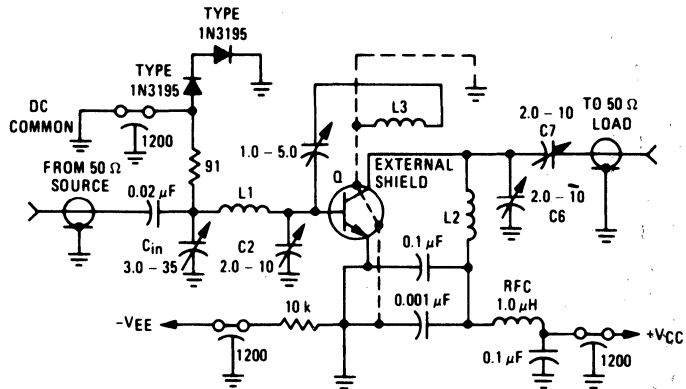 TYPE
1N3195
TYPE
1N3195
DC
COMMON
1200
91
FROM 50 Ω
SOURCE
0.02 µF
Cin
3.0 – 35
L1
C2
2.0 – 10
1.0 – 5.0
L3
Q
EXTERNAL
SHIELD
2.0 – 10
C7
TO 50 Ω
LOAD
2.0 – 10
C6
L2
0.1 µF
0.001 µF
RFC
1.0 µH
0.1 µF
+VCC
1200
–VEE
1200
10 k